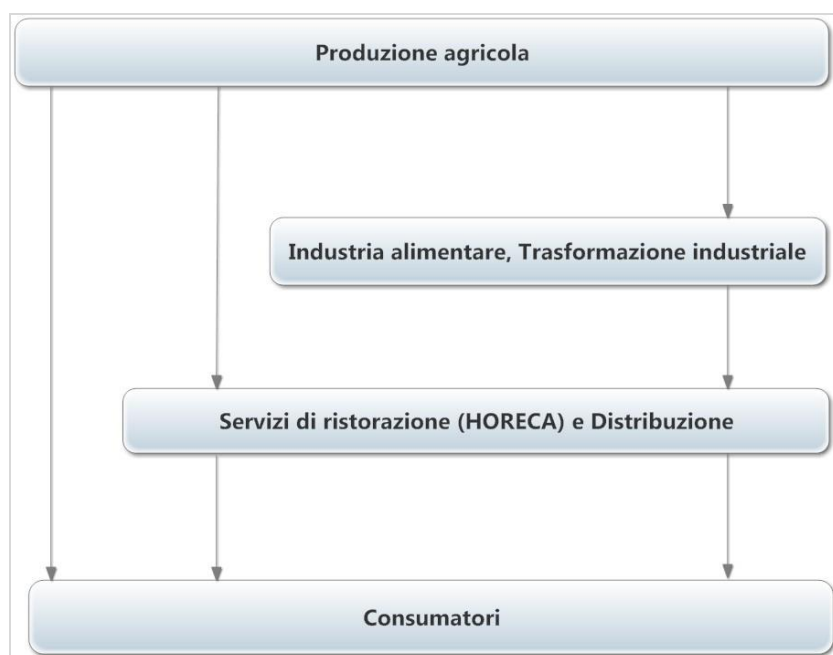 Produzione agricola
Industria alimentare, Trasformazione industriale
Servizi di ristorazione (HORECA) e Distribuzione
Consumatori